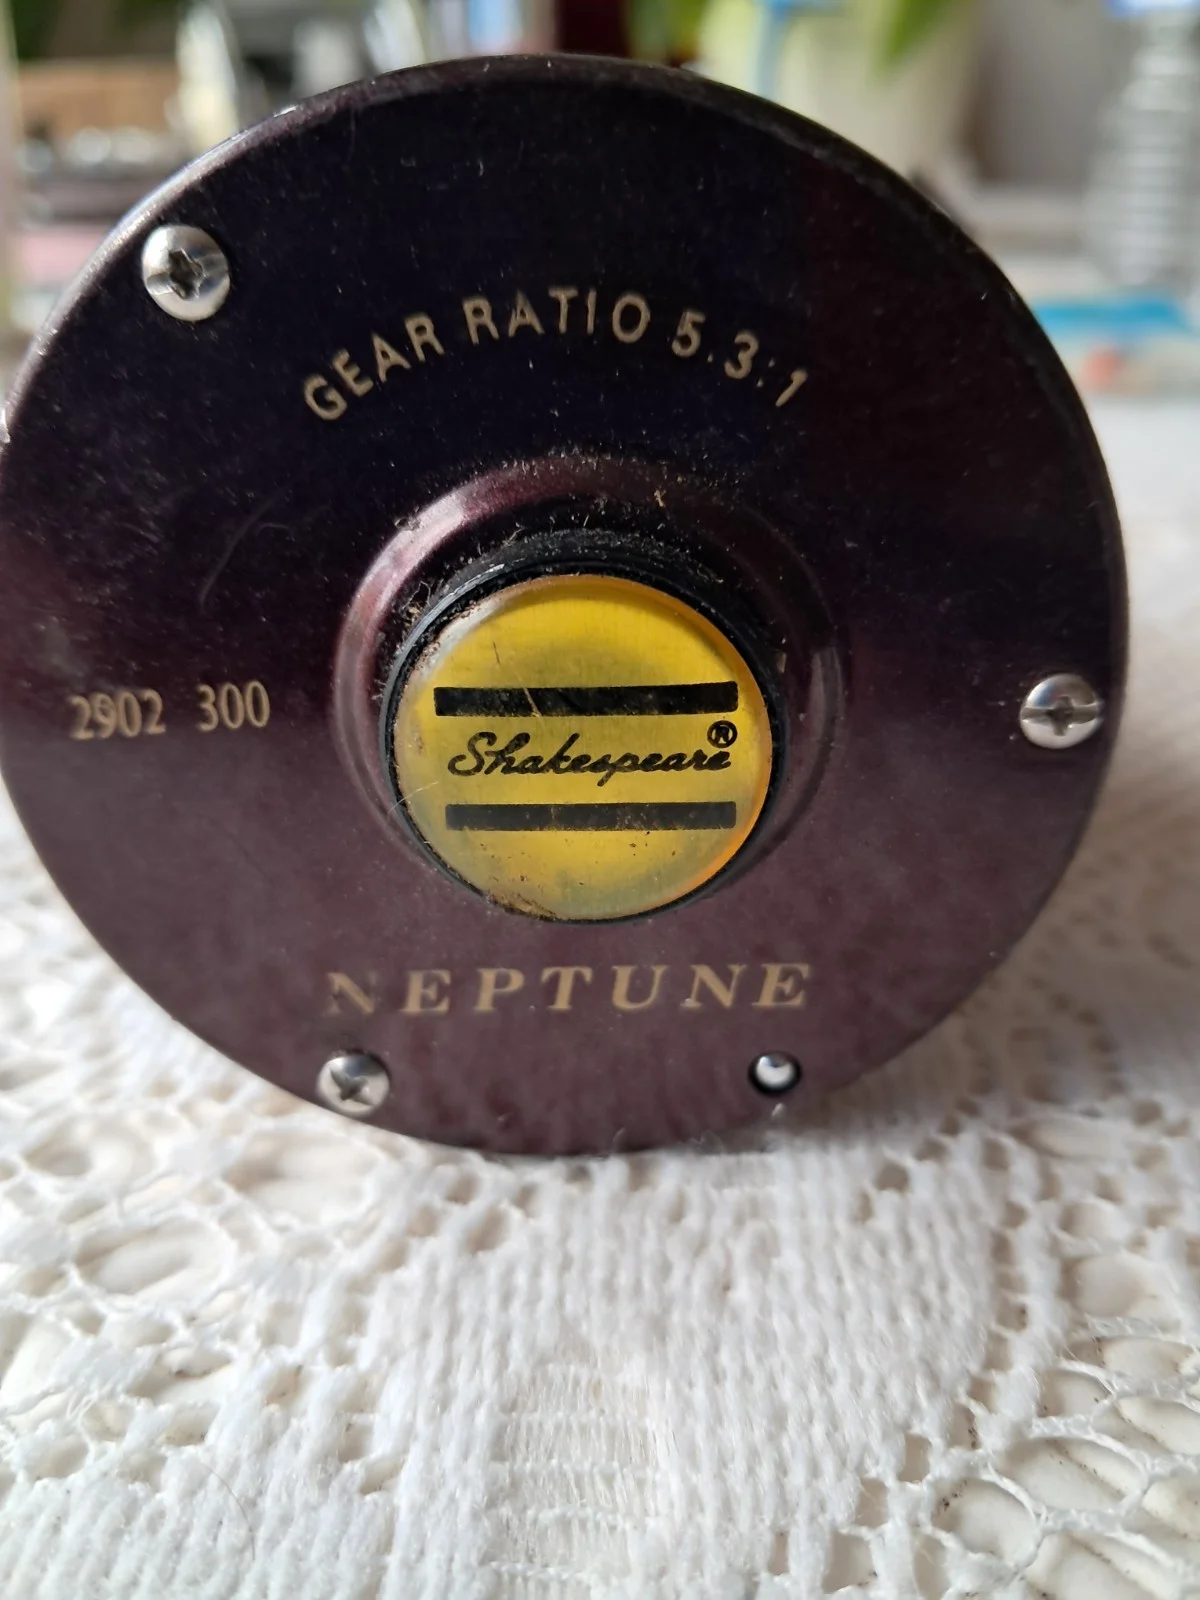 GEAR RATIO 5.3:1
2902 300
Shakespeare®
NEPTUNE